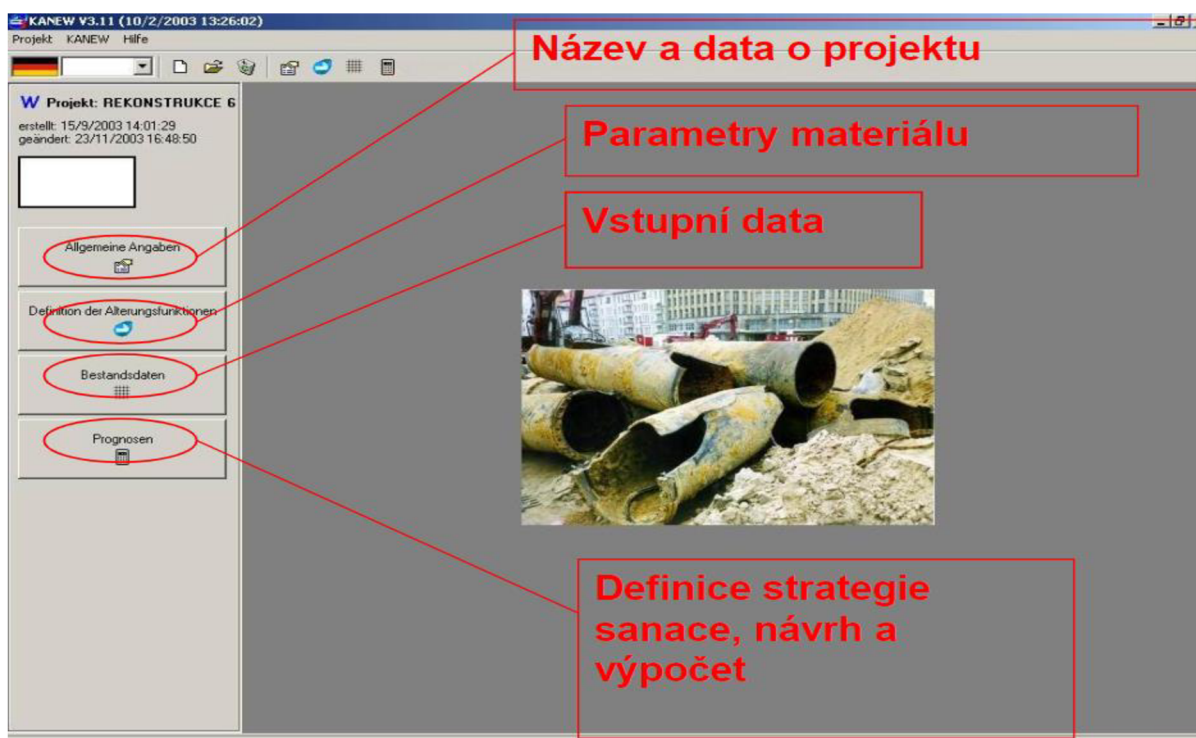 KANEW V3.11 (10/2/2003 13:26:02)
Projekt KANEW Hilfe
W Projekt: REKONSTRUKCE 6
erstellt: 15/9/2003 14:01:29
geändert: 23/11/2003 16:48:50
Allgemeine Angaben
Definition der Alterungsfunktionen
Bestandsdaten
Prognosen
Název a data o projektu
Parametry materiálu
Vstupní data
Definice strategie
sanace, návrh a
výpočet